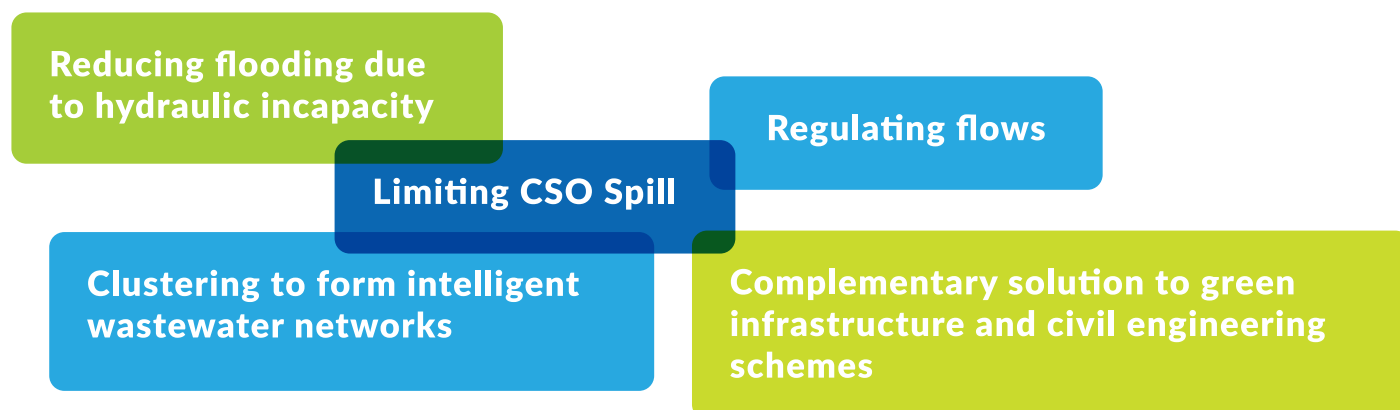 Reducing flooding due
to hydraulic incapacity
Regulating flows
Limiting CSO Spill
Clustering to form intelligent
wastewater networks
Complementary solution to green
infrastructure and civil engineering
schemes